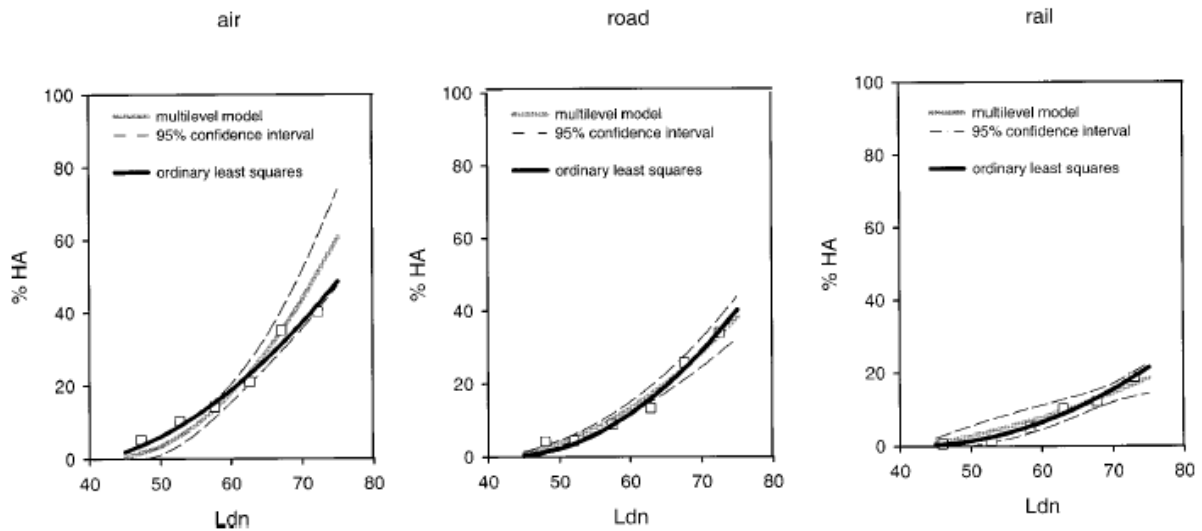 air
road
rail
100
80
60
40
20
0
% HA
multilevel model
95% confidence interval
ordinary least squares
40
50
60
70
80
Ldn
100
80
60
40
20
0
% HA
multilevel model
95% confidence interval
ordinary least squares
40
50
60
70
80
Ldn
100
80
60
40
20
0
% HA
multilevel model
95% confidence interval
ordinary least squares
40
50
60
70
80
Ldn